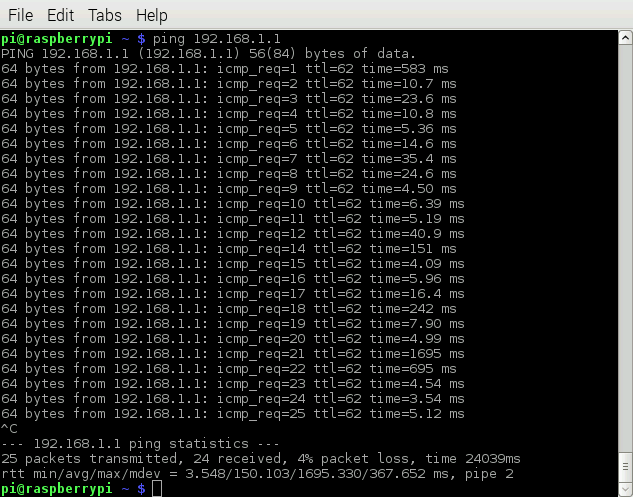 File Edit Tabs Help
pi@raspberrypi ~ $ ping 192.168.1.1
PING 192.168.1.1 (192.168.1.1) 56(84) bytes of data.
64 bytes from 192.168.1.1: icmp_req=1 ttl=62 time=583 ms
64 bytes from 192.168.1.1: icmp_req=2 ttl=62 time=10.7 ms
64 bytes from 192.168.1.1: icmp_req=3 ttl=62 time=23.6 ms
64 bytes from 192.168.1.1: icmp_req=4 ttl=62 time=10.8 ms
64 bytes from 192.168.1.1: icmp_req=5 ttl=62 time=5.36 ms
64 bytes from 192.168.1.1: icmp_req=6 ttl=62 time=14.6 ms
64 bytes from 192.168.1.1: icmp_req=7 ttl=62 time=35.4 ms
64 bytes from 192.168.1.1: icmp_req=8 ttl=62 time=24.6 ms
64 bytes from 192.168.1.1: icmp_req=9 ttl=62 time=4.50 ms
64 bytes from 192.168.1.1: icmp_req=10 ttl=62 time=6.39 ms
64 bytes from 192.168.1.1: icmp_req=11 ttl=62 time=5.19 ms
64 bytes from 192.168.1.1: icmp_req=12 ttl=62 time=40.9 ms
64 bytes from 192.168.1.1: icmp_req=14 ttl=62 time=151 ms
64 bytes from 192.168.1.1: icmp_req=15 ttl=62 time=4.09 ms
64 bytes from 192.168.1.1: icmp_req=16 ttl=62 time=5.96 ms
64 bytes from 192.168.1.1: icmp_req=17 ttl=62 time=16.4 ms
64 bytes from 192.168.1.1: icmp_req=18 ttl=62 time=242 ms
64 bytes from 192.168.1.1: icmp_req=19 ttl=62 time=7.90 ms
64 bytes from 192.168.1.1: icmp_req=20 ttl=62 time=4.99 ms
64 bytes from 192.168.1.1: icmp_req=21 ttl=62 time=1695 ms
64 bytes from 192.168.1.1: icmp_req=22 ttl=62 time=695 ms
64 bytes from 192.168.1.1: icmp_req=23 ttl=62 time=4.54 ms
64 bytes from 192.168.1.1: icmp_req=24 ttl=62 time=3.54 ms
64 bytes from 192.168.1.1: icmp_req=25 ttl=62 time=5.12 ms
^C
--- 192.168.1.1 ping statistics ---
25 packets transmitted, 24 received, 4% packet loss, time 24039ms
rtt min/avg/max/mdev = 3.548/150.103/1695.330/367.652 ms, pipe 2
pi@raspberrypi ~ $